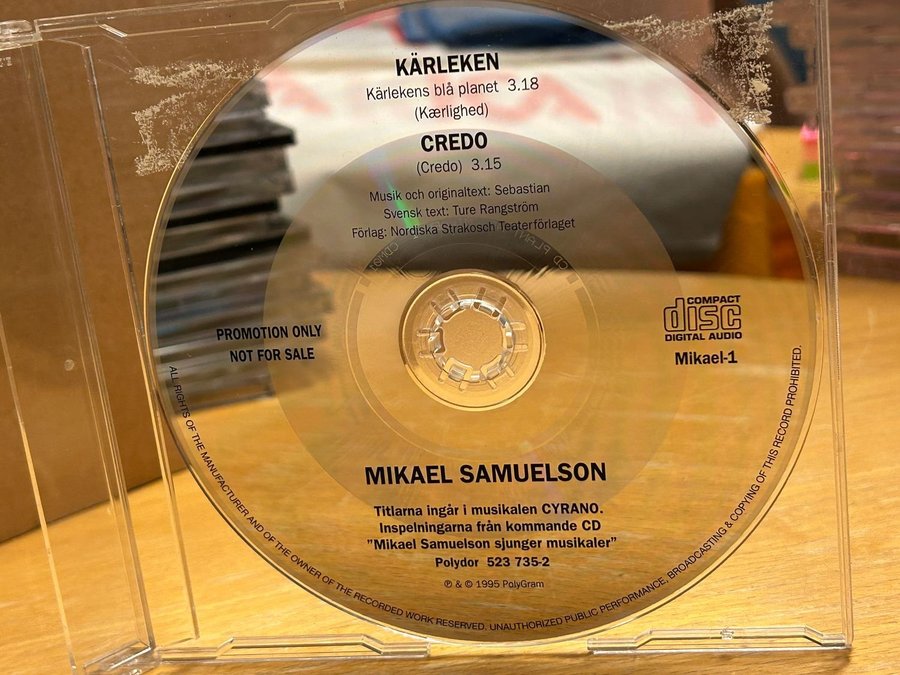 KÄRLEKEN
Kärlekens blå planet 3.18
(Kærlighed)
CREDO
(Credo) 3.15
Musik och originaltext: Sebastian
Svensk text: Ture Rangström
Förlag: Nordiska Strakosch Teaterförlaget
PROMOTION ONLY
NOT FOR SALE
COMPACT
disc
DIGITAL AUDIO
Mikael-1
MIKAEL SAMUELSON
Titlarna ingår i musikalen CYRANO.
Inspelningarna från kommande CD
”Mikael Samuelson sjunger musikaler”
Polydor 523 735-2
℗ & © 1995 PolyGram
ALL RIGHTS OF THE MANUFACTURER AND OF THE OWNER OF THE RECORDED WORK RESERVED. UNAUTHORIZED PUBLIC PERFORMANCE, BROADCASTING & COPYING OF THIS RECORD PROHIBITED.